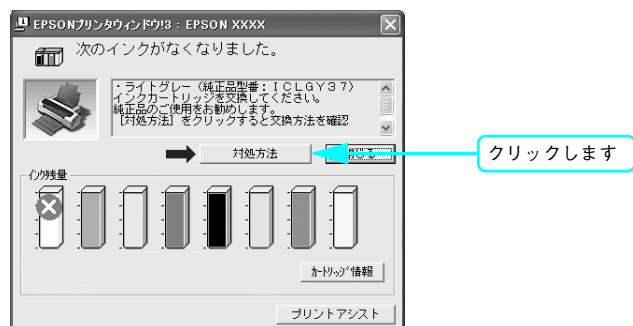 EPSONプリンタウィンドウ!3 : EPSON XXXX
次のインクがなくなりました。
・ライトグレー（純正品型番：ＩＣＬＧＹ３７）
インクカートリッジを交換してください。
純正品のご使用をお勧めします。
［対処方法］をクリックすると交換方法を確認
対処方法
閉じる
クリックします
インク残量
カートリッジ情報
プリントアシスト